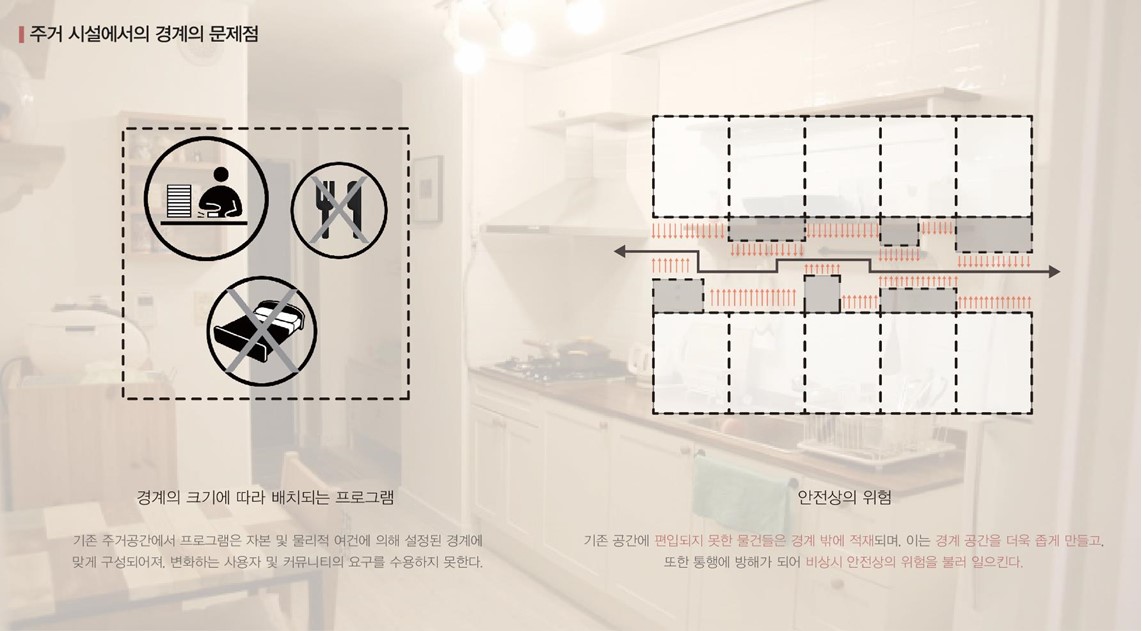 주거 시설에서의 경계의 문제점
경계의 크기에 따라 배치되는 프로그램
기존 주거공간에서 프로그램은 자본 및 물리적 여건에 의해 설정된 경계에
맞게 구성되어져, 변화하는 사용자 및 커뮤니티의 요구를 수용하지 못한다.
안전상의 위험
기존 공간에 편입되지 못한 물건들은 경계 밖에 적재되며, 이는 경계 공간을 더욱 좁게 만들고,
또한 통행에 방해가 되어 비상시 안전상의 위험을 불러 일으킨다.